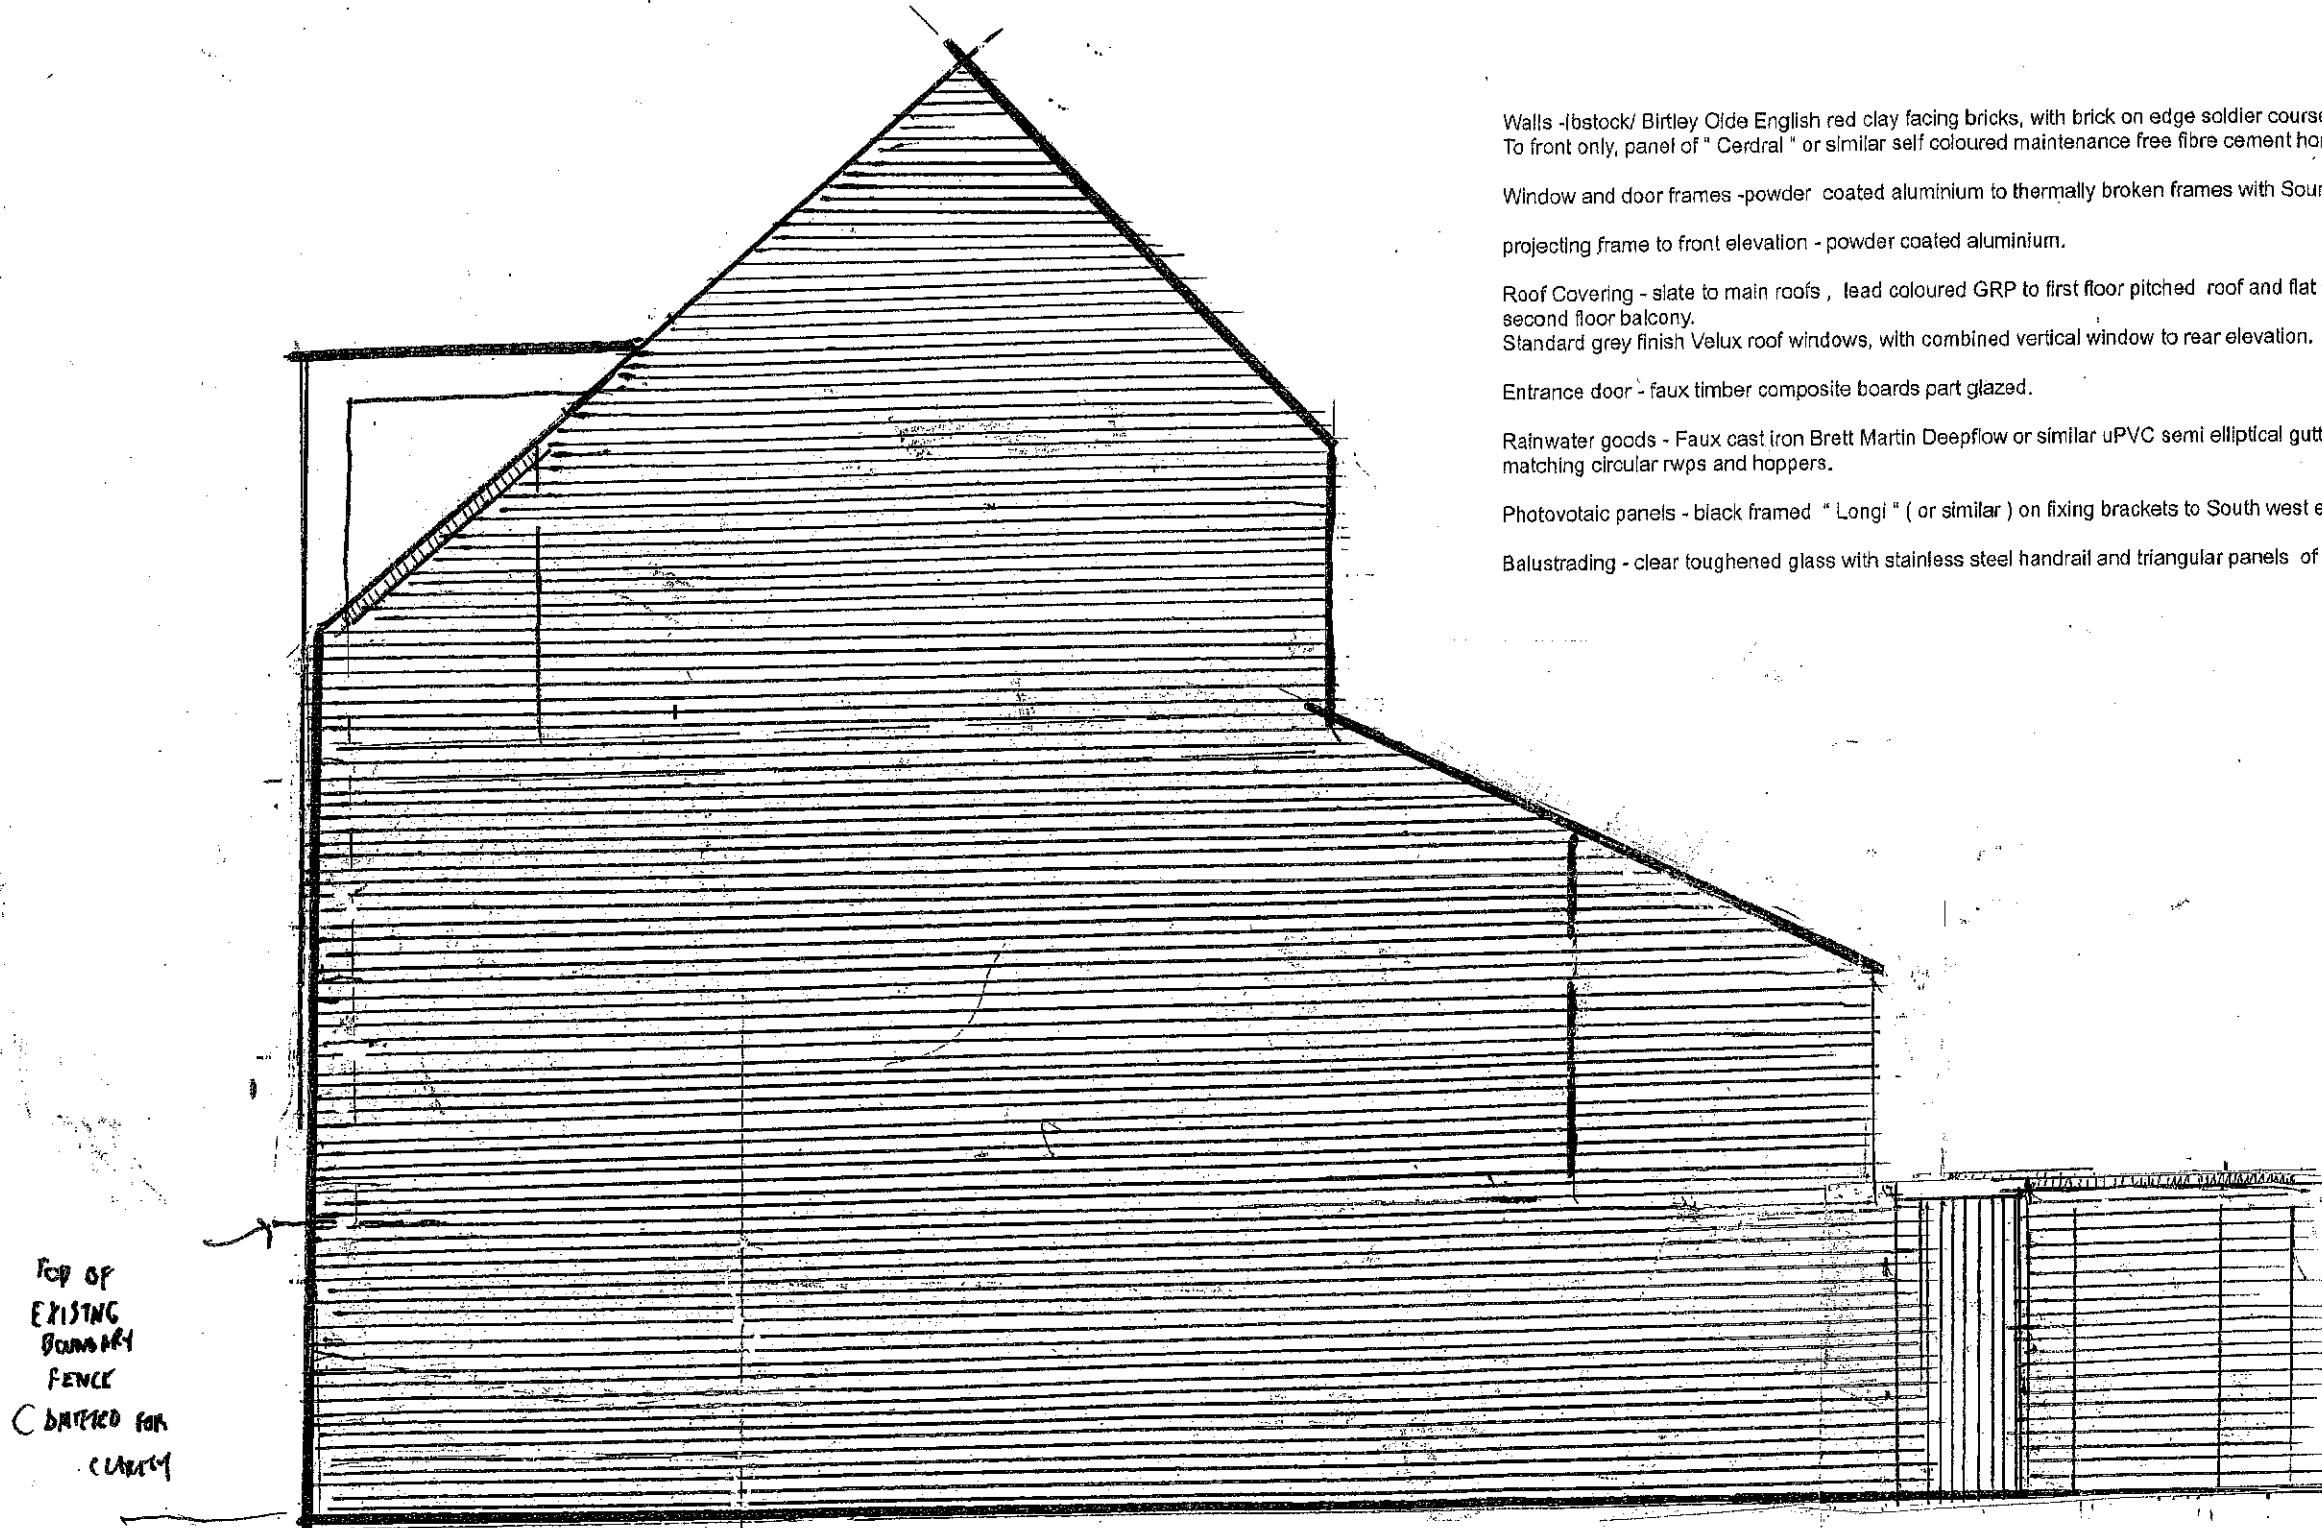 Walls -Ibstock/ Birtley Olde English red clay facing bricks, with brick on edge soldier course
To front only, panel of " Cerdral " or similar self coloured maintenance free fibre cement ho
Window and door frames -powder coated aluminium to thermally broken frames with Sou
projecting frame to front elevation - powder coated aluminium.
Roof Covering - slate to main roofs , lead coloured GRP to first floor pitched roof and flat
second floor balcony.
Standard grey finish Velux roof windows, with combined vertical window to rear elevation.
Entrance door - faux timber composite boards part glazed.
Rainwater goods - Faux cast iron Brett Martin Deepflow or similar uPVC semi elliptical gutt
matching circular rwps and hoppers.
Photovotaic panels - black framed " Longi " ( or similar ) on fixing brackets to South west e
Balustrading - clear toughened glass with stainless steel handrail and triangular panels of
TOP OF
EXISTNG
BOUNDARY
FENCE
( OMITTED FOR
CLARITY